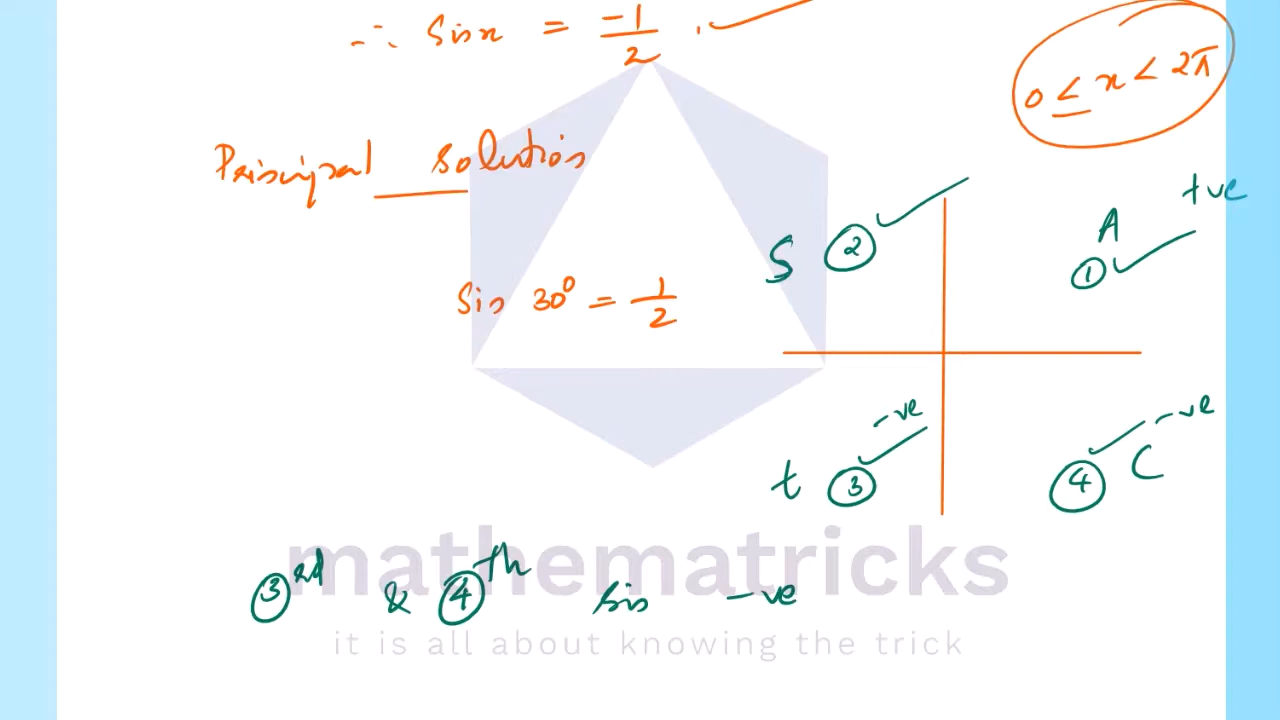 ∴ Sin x = -1/2 .
0 ≤ x < 2π
Principal solution
+ve
S ② A ①
Sin 30° = 1/2
-ve -ve
t ③ ④ C
③rd & ④th sin -ve
mathematricks
it is all about knowing the trick